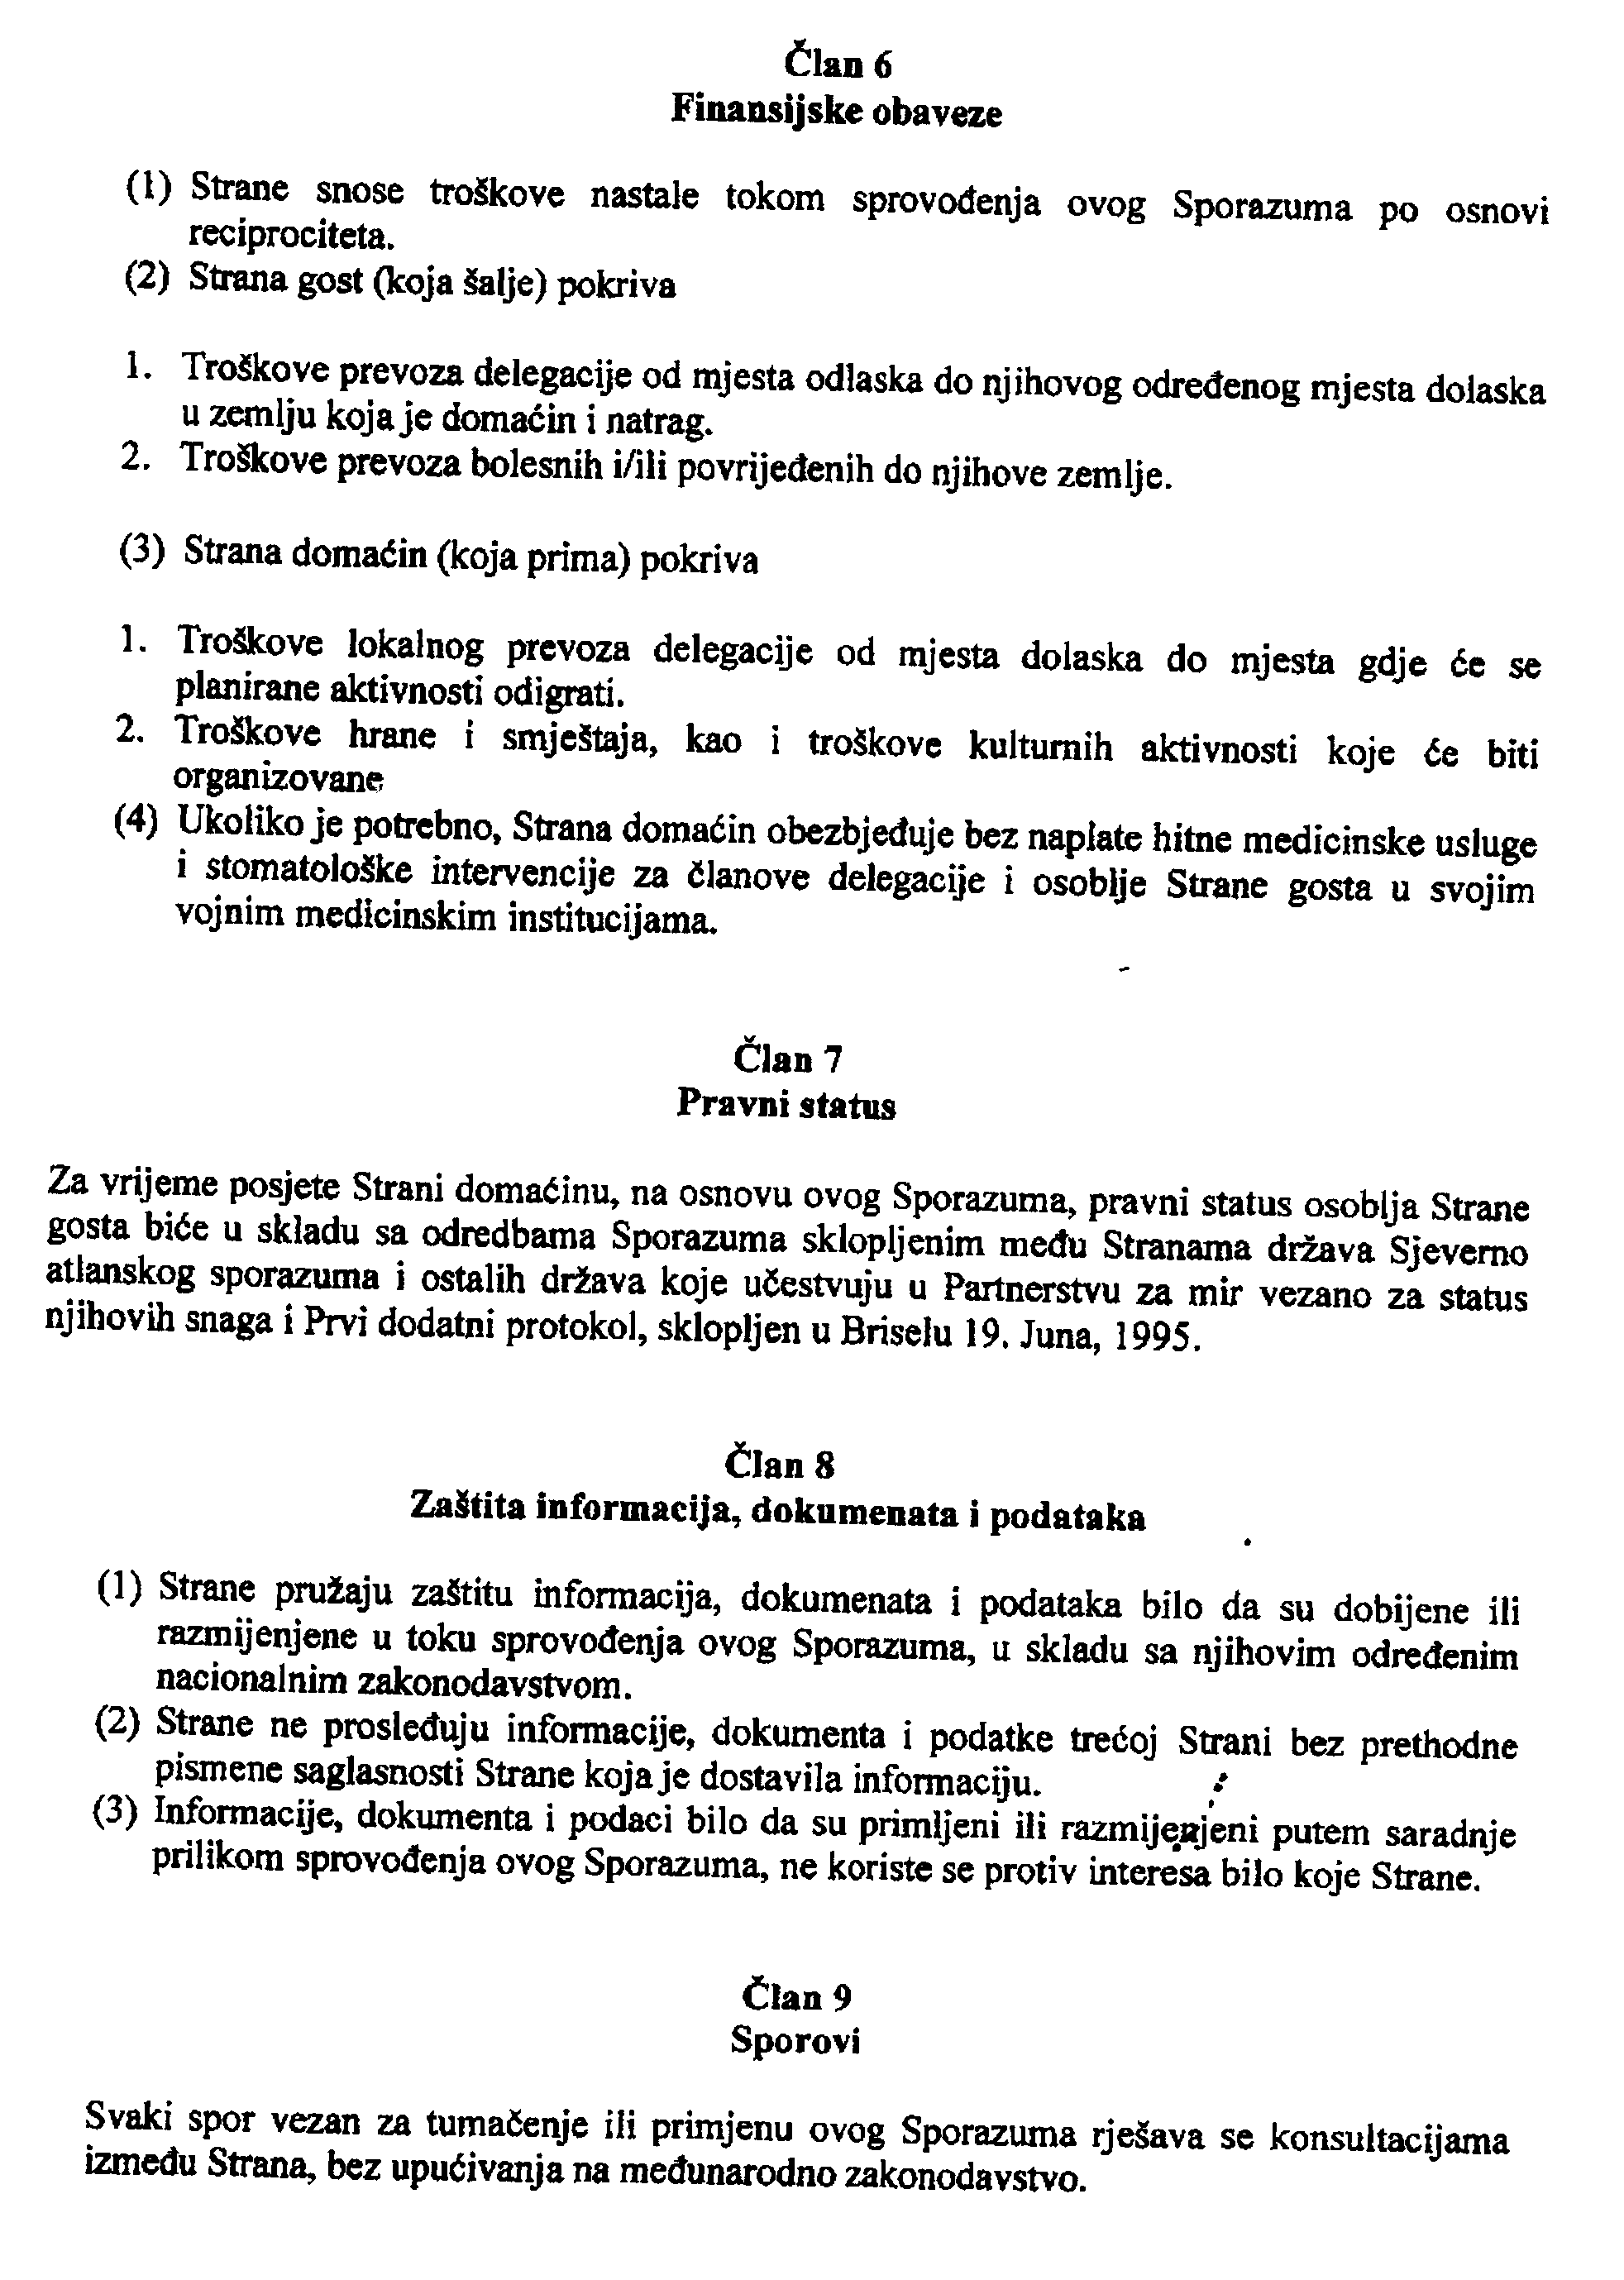 Član 6
Finansijske obaveze
(1) Strane snose troškove nastale tokom sprovođenja ovog Sporazuma po osnovi
reciprociteta.
(2) Strana gost (koja šalje) pokriva
1. Troškove prevoza delegacije od mjesta odlaska do njihovog određenog mjesta dolaska
u zemlju koja je domaćin i natrag.
2. Troškove prevoza bolesnih i/ili povrijeđenih do njihove zemlje.
(3) Strana domaćin (koja prima) pokriva
1. Troškove lokalnog prevoza delegacije od mjesta dolaska do mjesta gdje će se
planirane aktivnosti odigrati.
2. Troškove hrane i smještaja, kao i troškove kulturnih aktivnosti koje će biti
organizovane
(4) Ukoliko je potrebno, Strana domaćin obezbjeđuje bez naplate hitne medicinske usluge
i stomatološke intervencije za članove delegacije i osoblje Strane gosta u svojim
vojnim medicinskim institucijama.
Član 7
Pravni status
Za vrijeme posjete Strani domaćinu, na osnovu ovog Sporazuma, pravni status osoblja Strane
gosta biće u skladu sa odredbama Sporazuma sklopljenim među Stranama država Sjeverno
atlanskog sporazuma i ostalih država koje učestvuju u Partnerstvu za mir vezano za status
njihovih snaga i Prvi dodatni protokol, sklopljen u Briselu 19. Juna, 1995.
Član 8
Zaštita informacija, dokumenata i podataka
(1) Strane pružaju zaštitu informacija, dokumenata i podataka bilo da su dobijene ili
razmijenjene u toku sprovođenja ovog Sporazuma, u skladu sa njihovim određenim
nacionalnim zakonodavstvom.
(2) Strane ne prosleđuju informacije, dokumenta i podatke trećoj Strani bez prethodne
pismene saglasnosti Strane koja je dostavila informaciju.
(3) Informacije, dokumenta i podaci bilo da su primljeni ili razmijenjeni putem saradnje
prilikom sprovođenja ovog Sporazuma, ne koriste se protiv interesa bilo koje Strane.
Član 9
Sporovi
Svaki spor vezan za tumačenje ili primjenu ovog Sporazuma rješava se konsultacijama
između Strana, bez upućivanja na međunarodno zakonodavstvo.